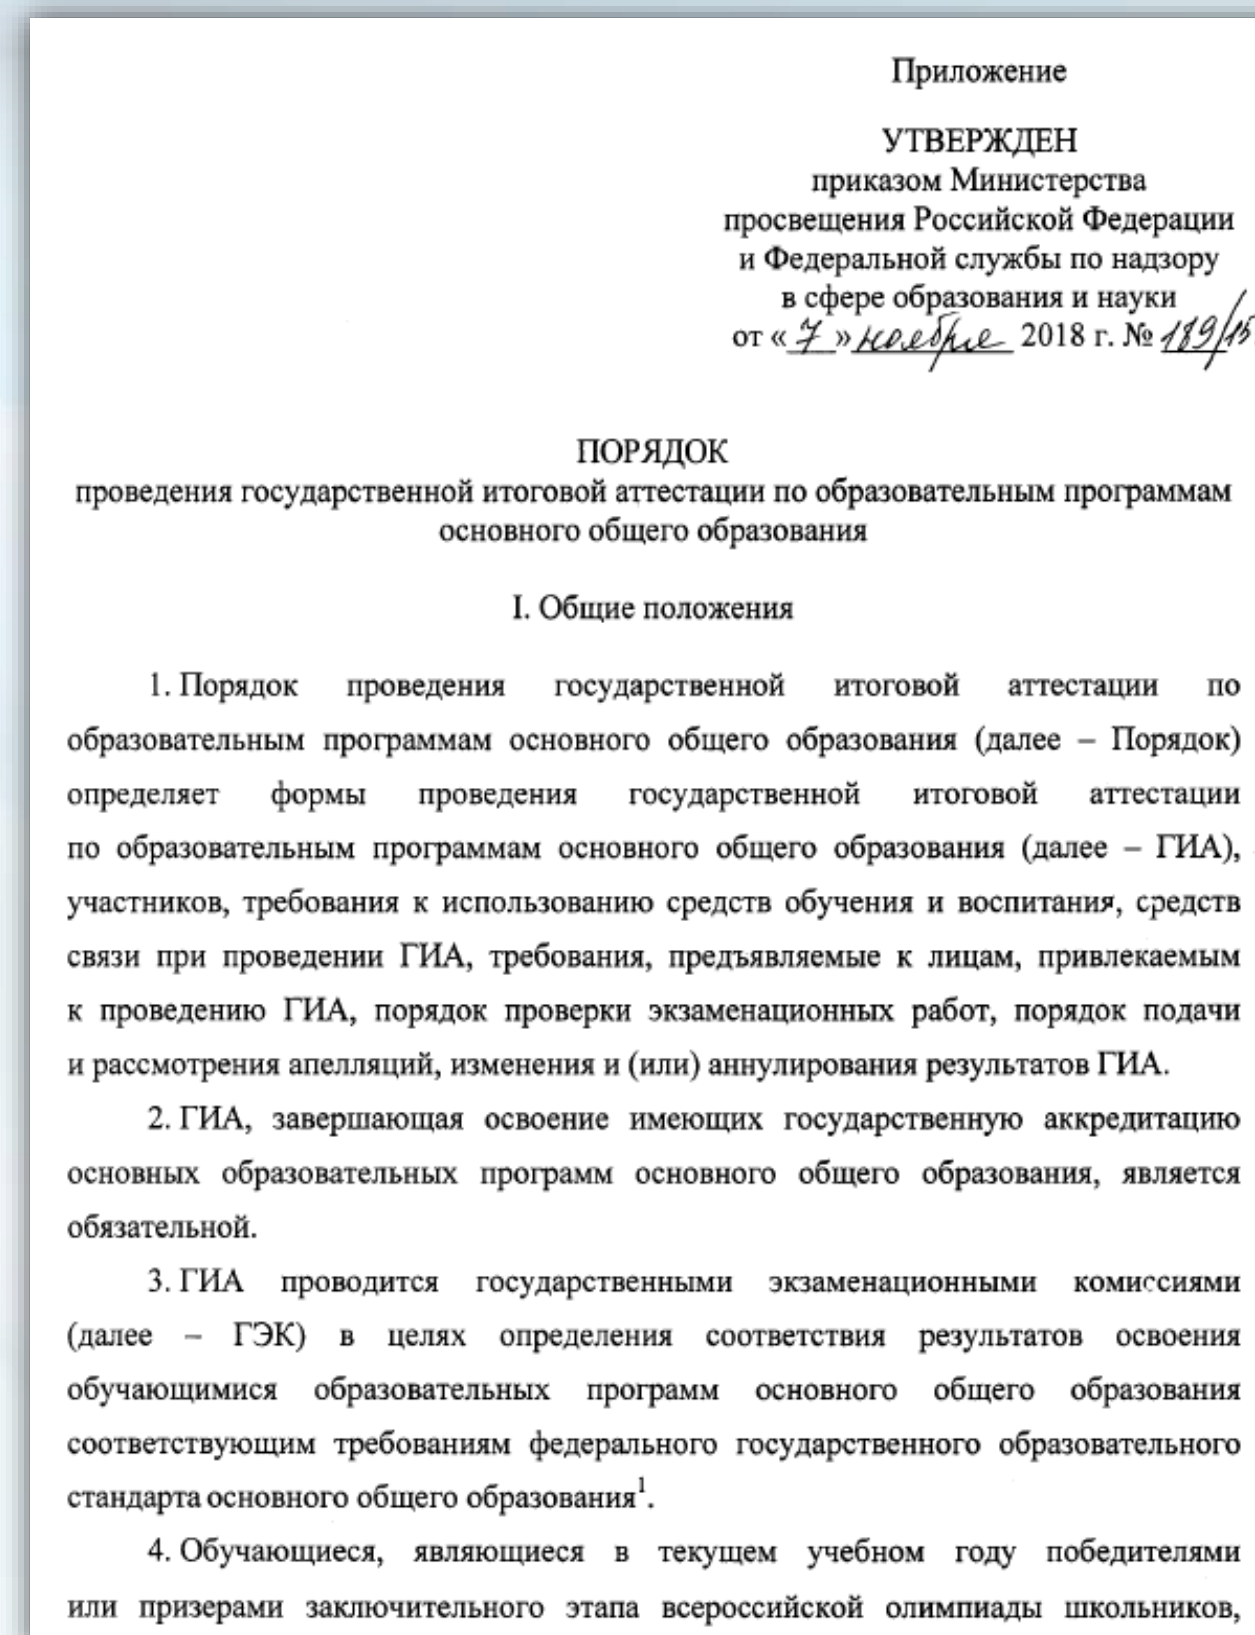 Приложение
УТВЕРЖДЕН
приказом Министерства
просвещения Российской Федерации
и Федеральной службы по надзору
в сфере образования и науки
от « 7 » ноября 2018 г. № 189/15
ПОРЯДОК
проведения государственной итоговой аттестации по образовательным программам
основного общего образования
I. Общие положения
1. Порядок проведения государственной итоговой аттестации по
образовательным программам основного общего образования (далее – Порядок)
определяет формы проведения государственной итоговой аттестации
по образовательным программам основного общего образования (далее – ГИА),
участников, требования к использованию средств обучения и воспитания, средств
связи при проведении ГИА, требования, предъявляемые к лицам, привлекаемым
к проведению ГИА, порядок проверки экзаменационных работ, порядок подачи
и рассмотрения апелляций, изменения и (или) аннулирования результатов ГИА.
2. ГИА, завершающая освоение имеющих государственную аккредитацию
основных образовательных программ основного общего образования, является
обязательной.
3. ГИА проводится государственными экзаменационными комиссиями
(далее – ГЭК) в целях определения соответствия результатов освоения
обучающимися образовательных программ основного общего образования
соответствующим требованиям федерального государственного образовательного
стандарта основного общего образования¹.
4. Обучающиеся, являющиеся в текущем учебном году победителями
или призерами заключительного этапа всероссийской олимпиады школьников,